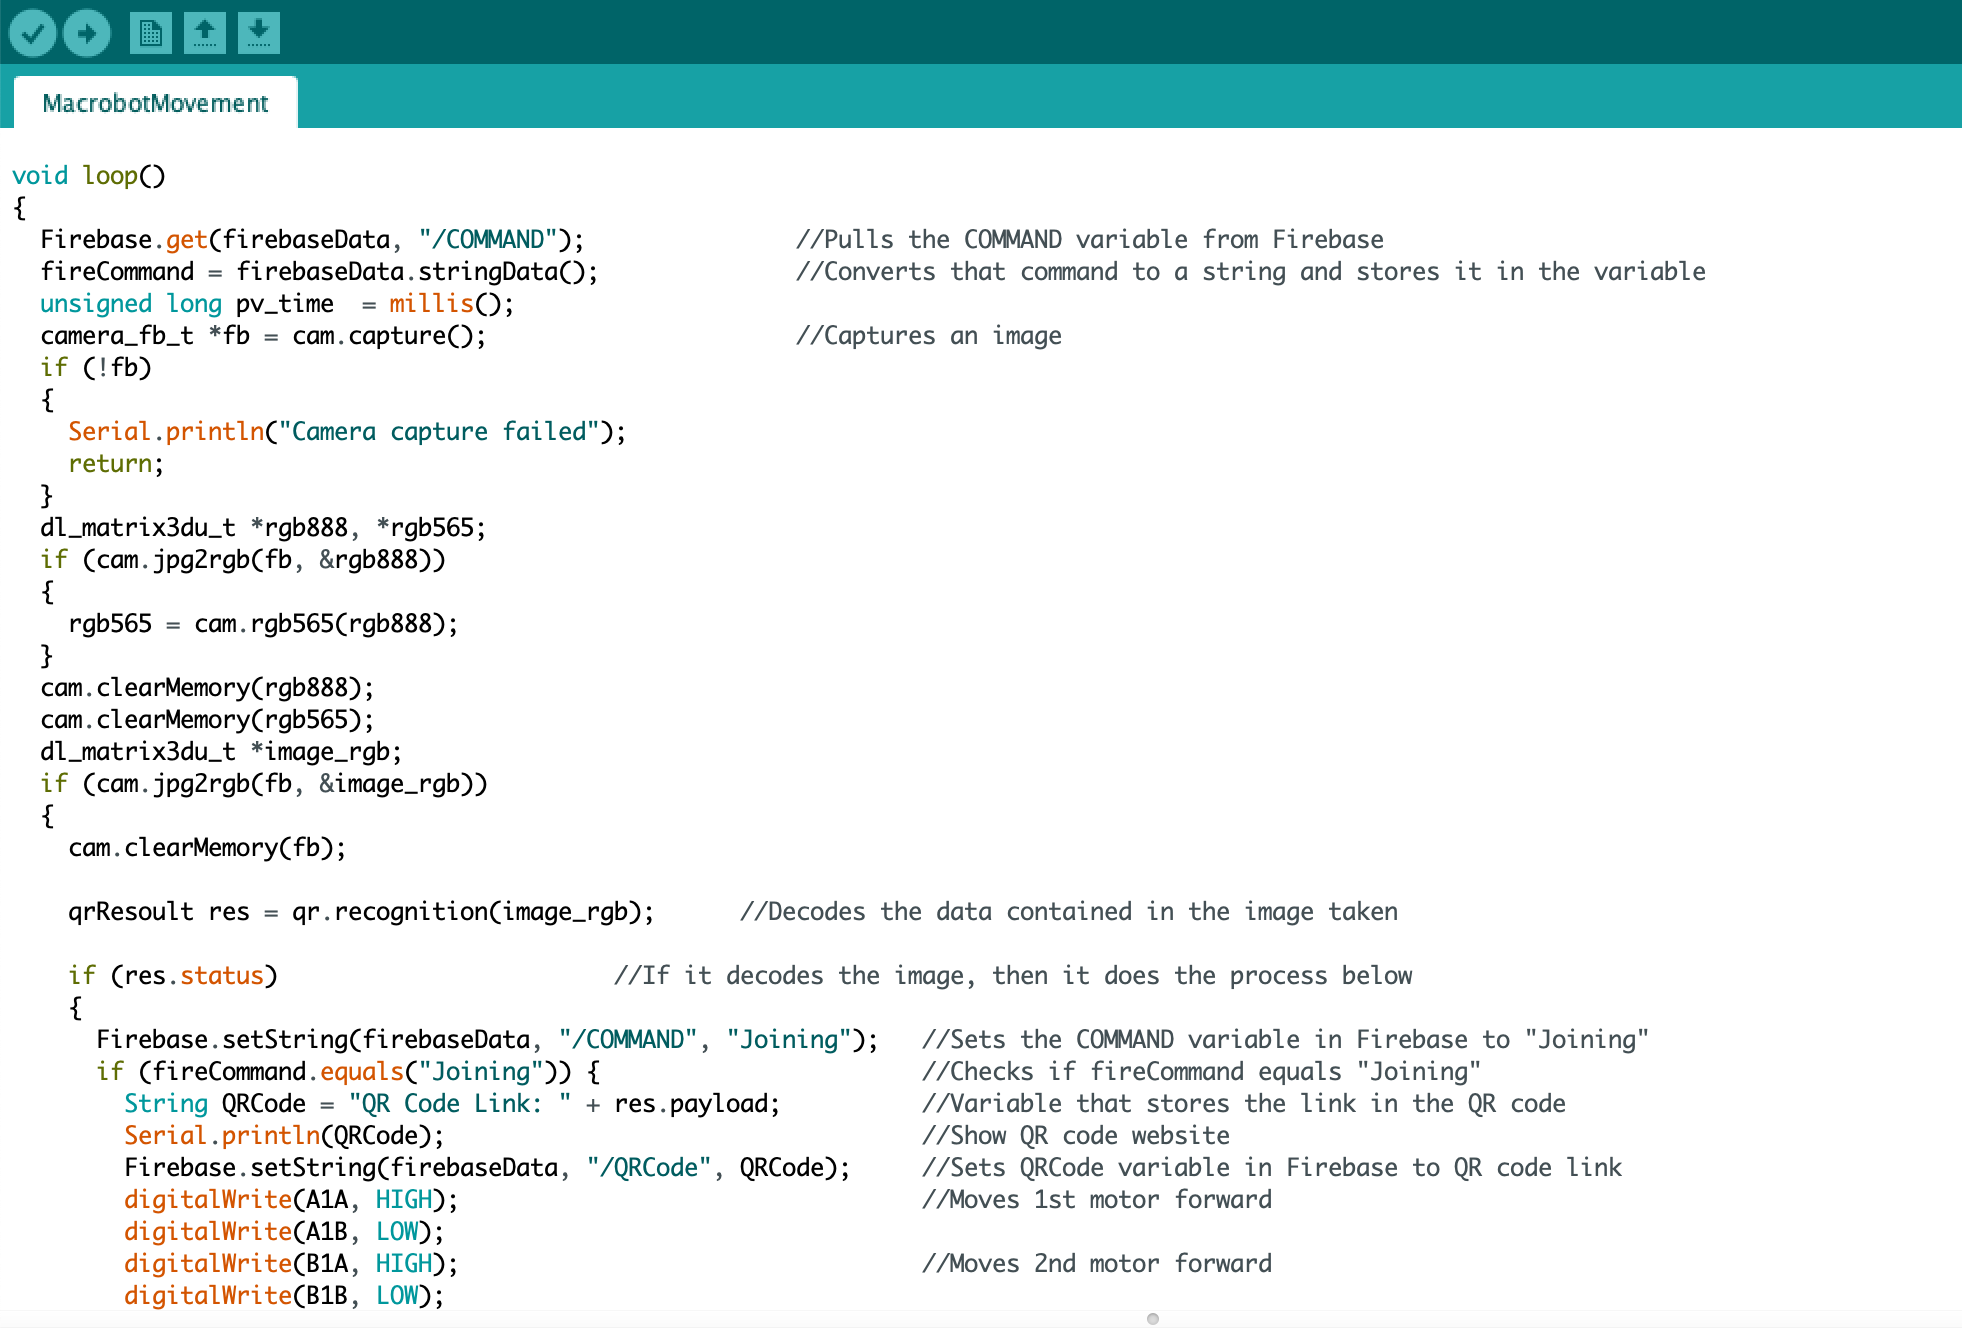 MacrobotMovement
void loop()
{
  Firebase.get(firebaseData, "/COMMAND");               //Pulls the COMMAND variable from Firebase
  fireCommand = firebaseData.stringData();              //Converts that command to a string and stores it in the variable
  unsigned long pv_time  = millis();
  camera_fb_t *fb = cam.capture();                      //Captures an image
  if (!fb)
  {
    Serial.println("Camera capture failed");
    return;
  }
  dl_matrix3du_t *rgb888, *rgb565;
  if (cam.jpg2rgb(fb, &rgb888))
  {
    rgb565 = cam.rgb565(rgb888);
  }
  cam.clearMemory(rgb888);
  cam.clearMemory(rgb565);
  dl_matrix3du_t *image_rgb;
  if (cam.jpg2rgb(fb, &image_rgb))
  {
    cam.clearMemory(fb);
    qrResoult res = qr.recognition(image_rgb);      //Decodes the data contained in the image taken
    if (res.status)                        //If it decodes the image, then it does the process below
    {
      Firebase.setString(firebaseData, "/COMMAND", "Joining");   //Sets the COMMAND variable in Firebase to "Joining"
      if (fireCommand.equals("Joining")) {                       //Checks if fireCommand equals "Joining"
        String QRCode = "QR Code Link: " + res.payload;          //Variable that stores the link in the QR code
        Serial.println(QRCode);                                  //Show QR code website
        Firebase.setString(firebaseData, "/QRCode", QRCode);     //Sets QRCode variable in Firebase to QR code link
        digitalWrite(A1A, HIGH);                                 //Moves 1st motor forward
        digitalWrite(A1B, LOW);
        digitalWrite(B1A, HIGH);                                 //Moves 2nd motor forward
        digitalWrite(B1B, LOW);